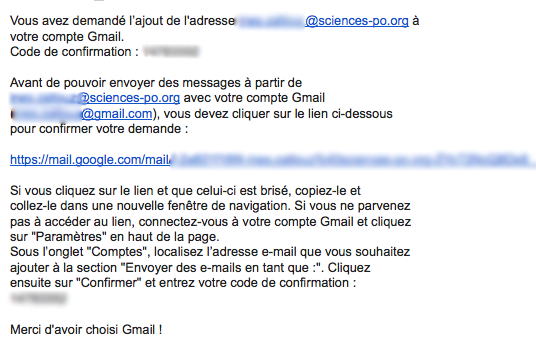 Vous avez demandé l'ajout de l'adresse @sciences-po.org à
votre compte Gmail.
Code de confirmation :
Avant de pouvoir envoyer des messages à partir de
@sciences-po.org avec votre compte Gmail
@gmail.com), vous devez cliquer sur le lien ci-dessous
pour confirmer votre demande :
https://mail.google.com/mail/
Si vous cliquez sur le lien et que celui-ci est brisé, copiez-le et
collez-le dans une nouvelle fenêtre de navigation. Si vous ne parvenez
pas à accéder au lien, connectez-vous à votre compte Gmail et cliquez
sur "Paramètres" en haut de la page.
Sous l'onglet "Comptes", localisez l'adresse e-mail que vous souhaitez
ajouter à la section "Envoyer des e-mails en tant que :". Cliquez
ensuite sur "Confirmer" et entrez votre code de confirmation :
Merci d'avoir choisi Gmail !